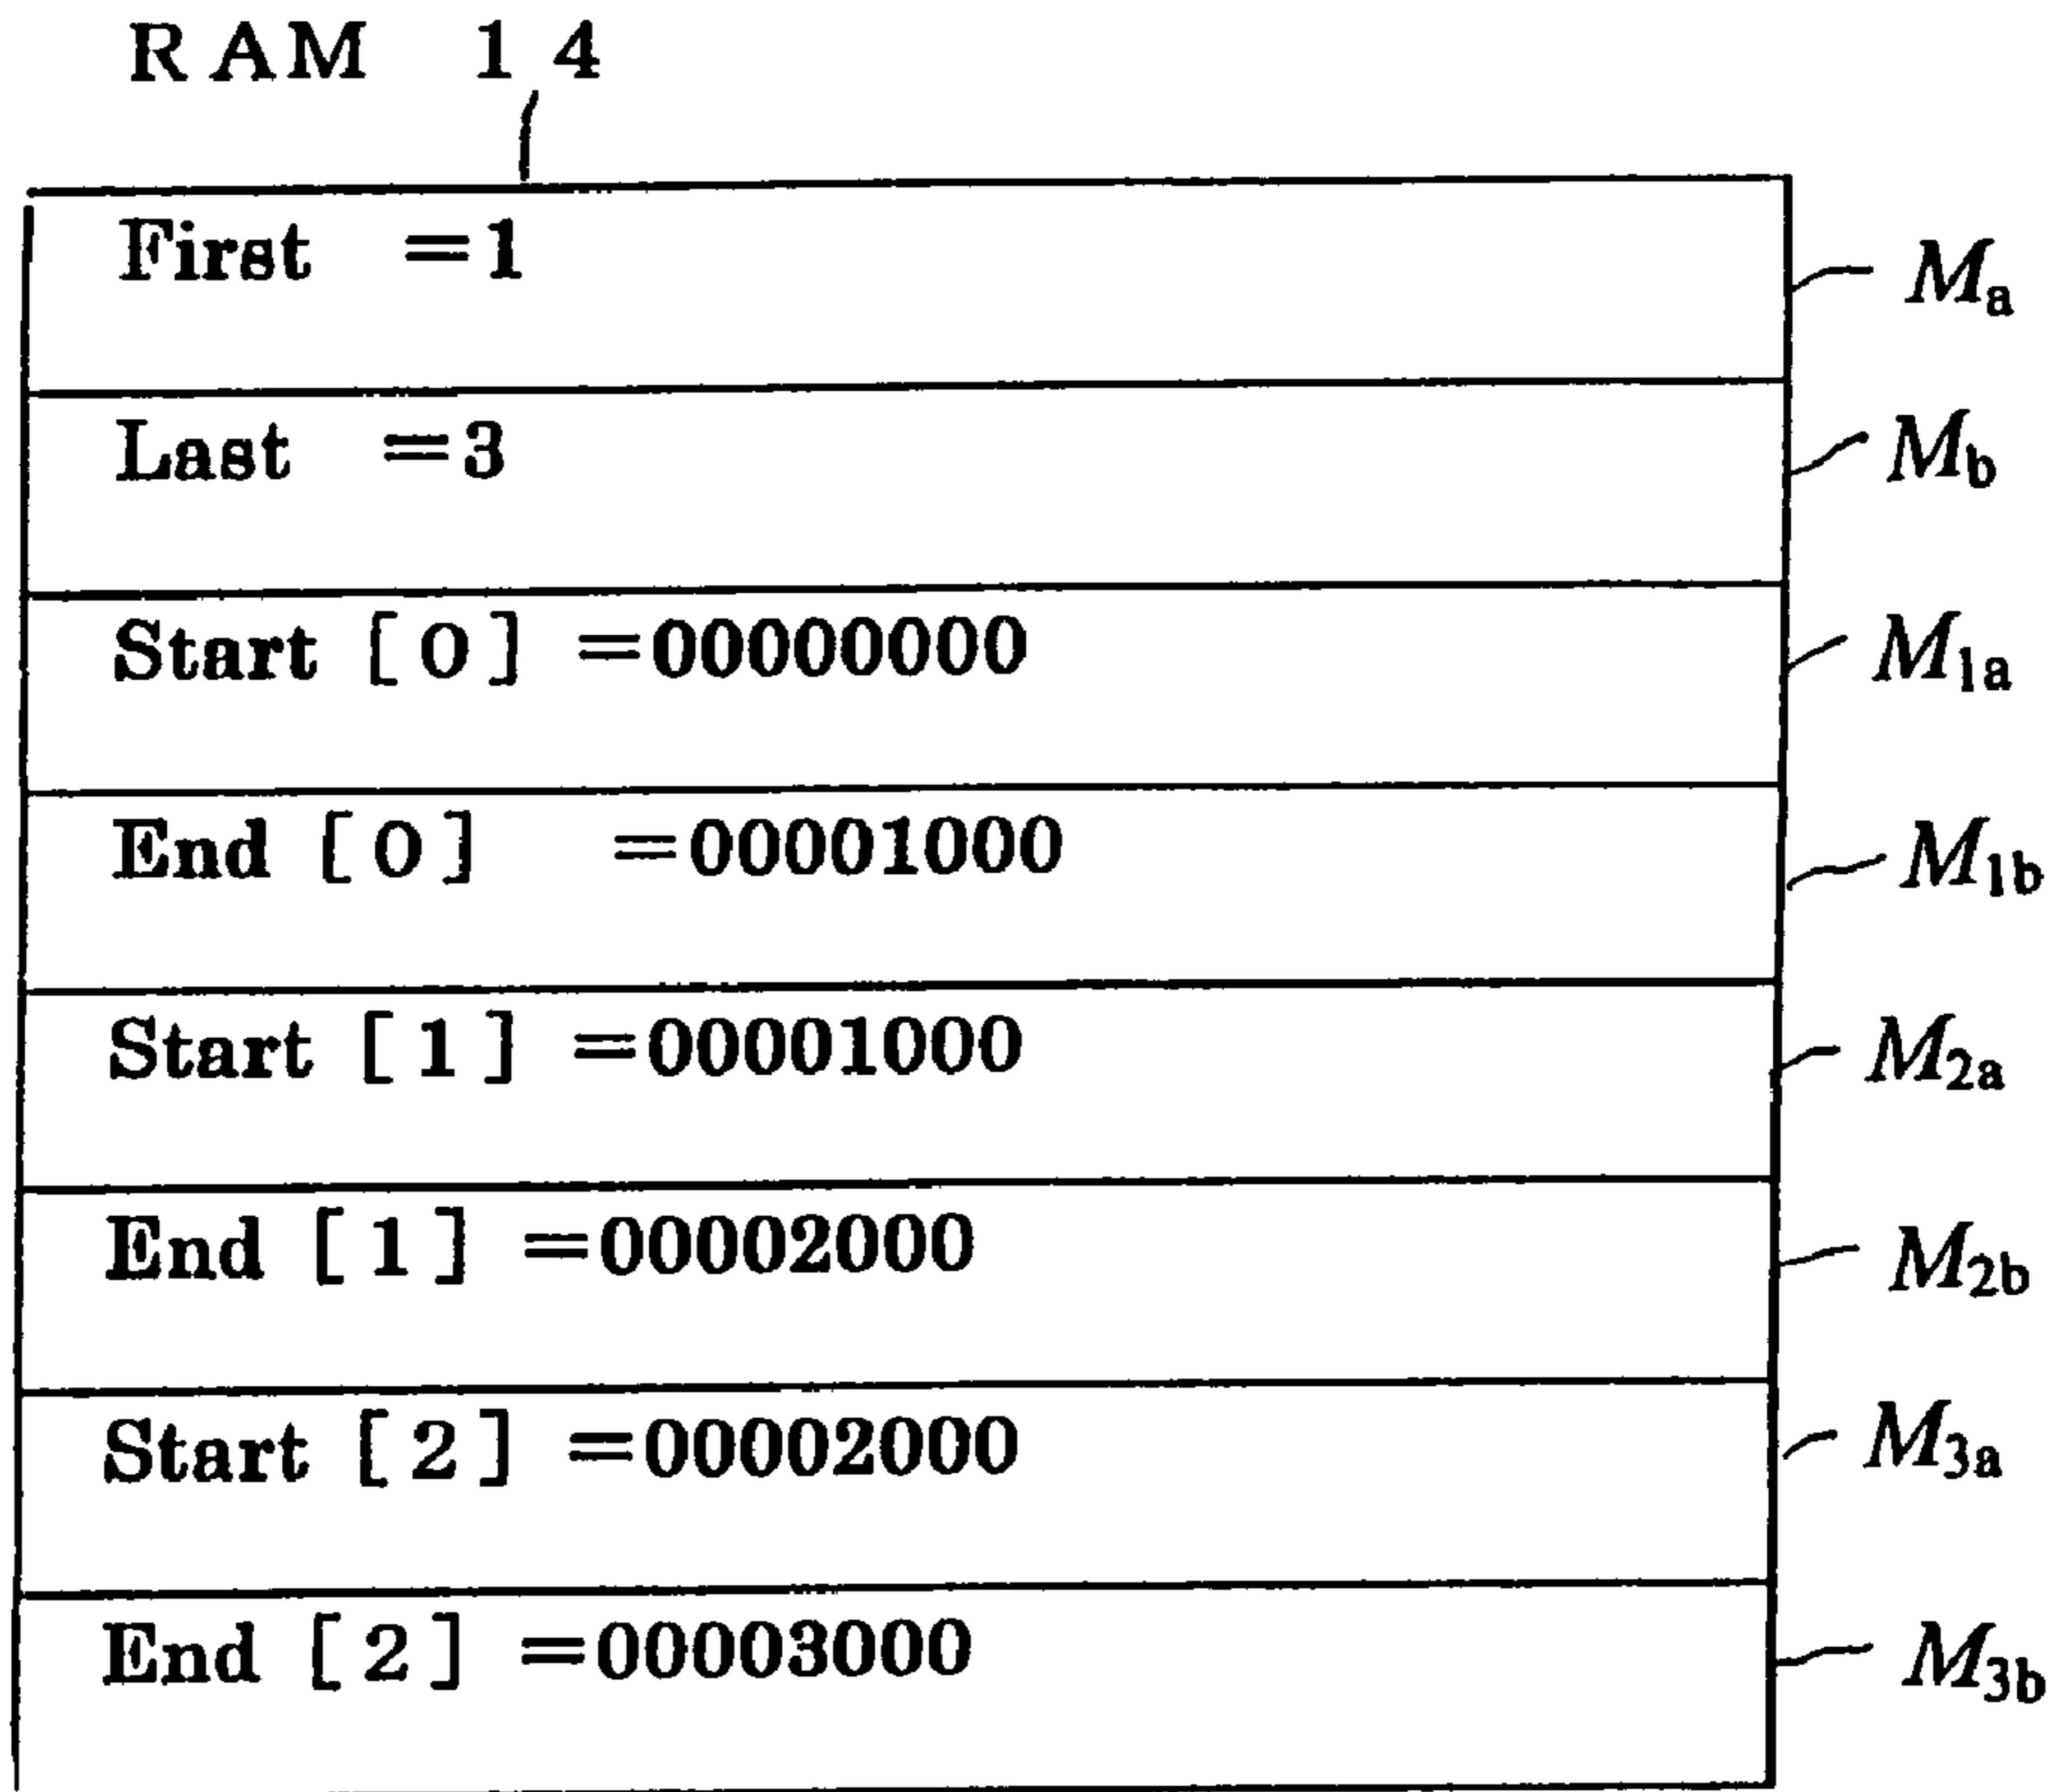 RAM 14
First =1 Ma
Last =3 Mb
Start [0] =00000000 M1a
End [0] =00001000 M1b
Start [1] =00001000 M2a
End [1] =00002000 M2b
Start [2] =00002000 M3a
End [2] =00003000 M3b